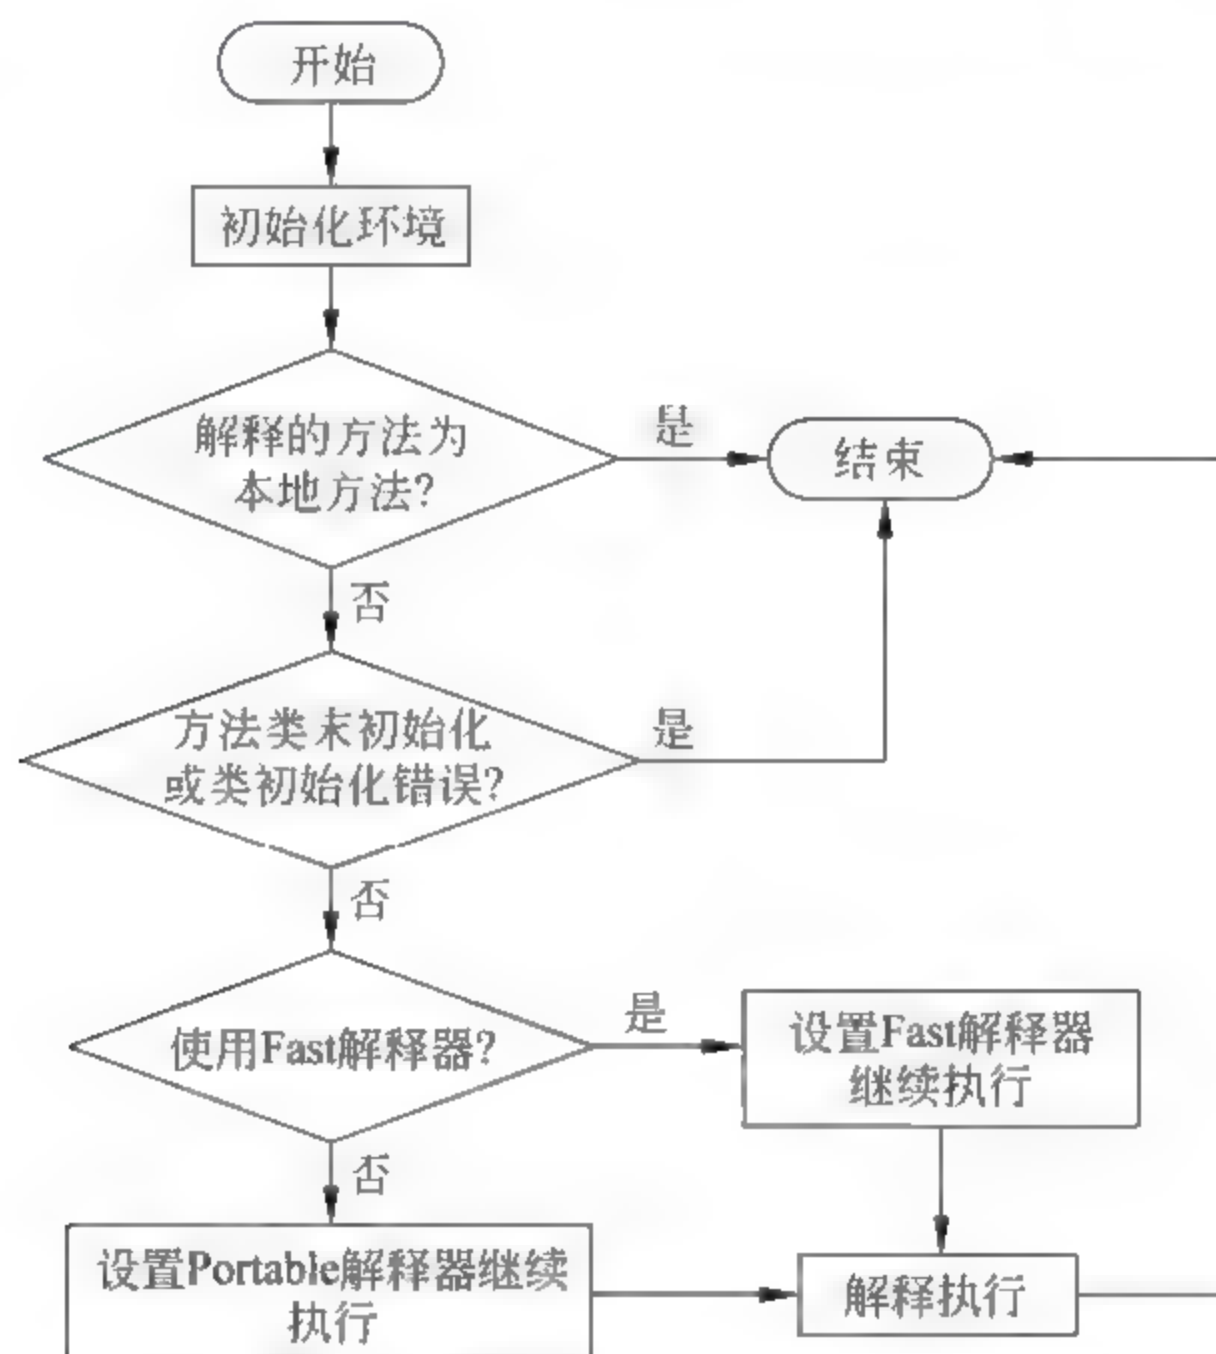 开始
初始化环境
解释的方法为
本地方法?
是
结束
否
方法类末初始化
或类初始化错误?
是
否
使用Fast解释器?
是
设置Fast解释器
继续执行
否
设置Portable解释器继续
执行
解释执行